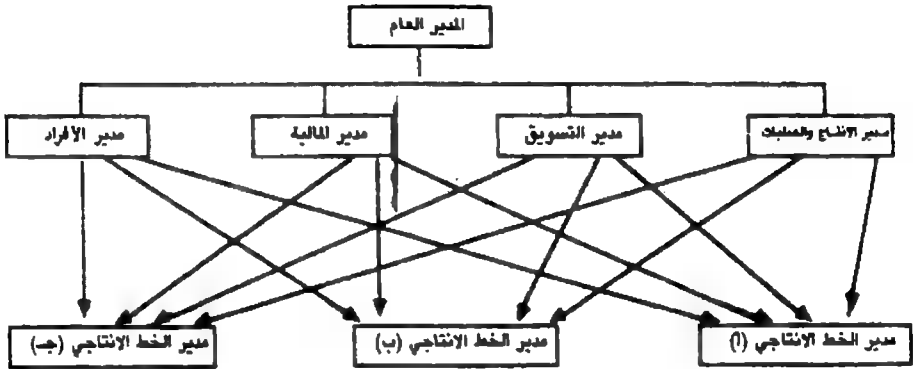 المدير العام
مدير الانتاج والعمليات
مدير التسويق
مدير المالية
مدير الأفراد
مدير الخط الانتاجي (أ)
مدير الخط الانتاجي (ب)
مدير الخط الانتاجي (جـ)